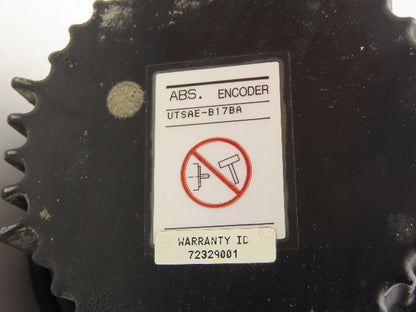 ABS. ENCODER
UTSAE-B17BA
WARRANTY ID
72329001